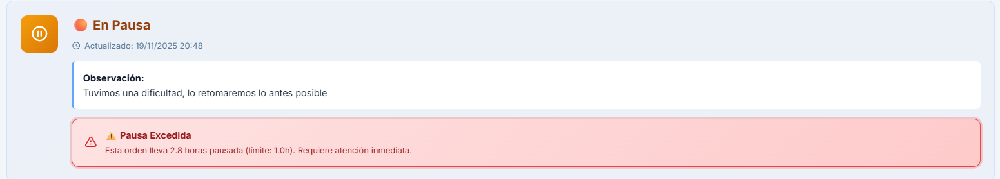 En Pausa
Actualizado: 19/11/2025 20:48
Observación:
Tuvimos una dificultad, lo retomaremos lo antes posible
Pausa Excedida
Esta orden lleva 2.8 horas pausada (límite: 1.0h). Requiere atención inmediata.